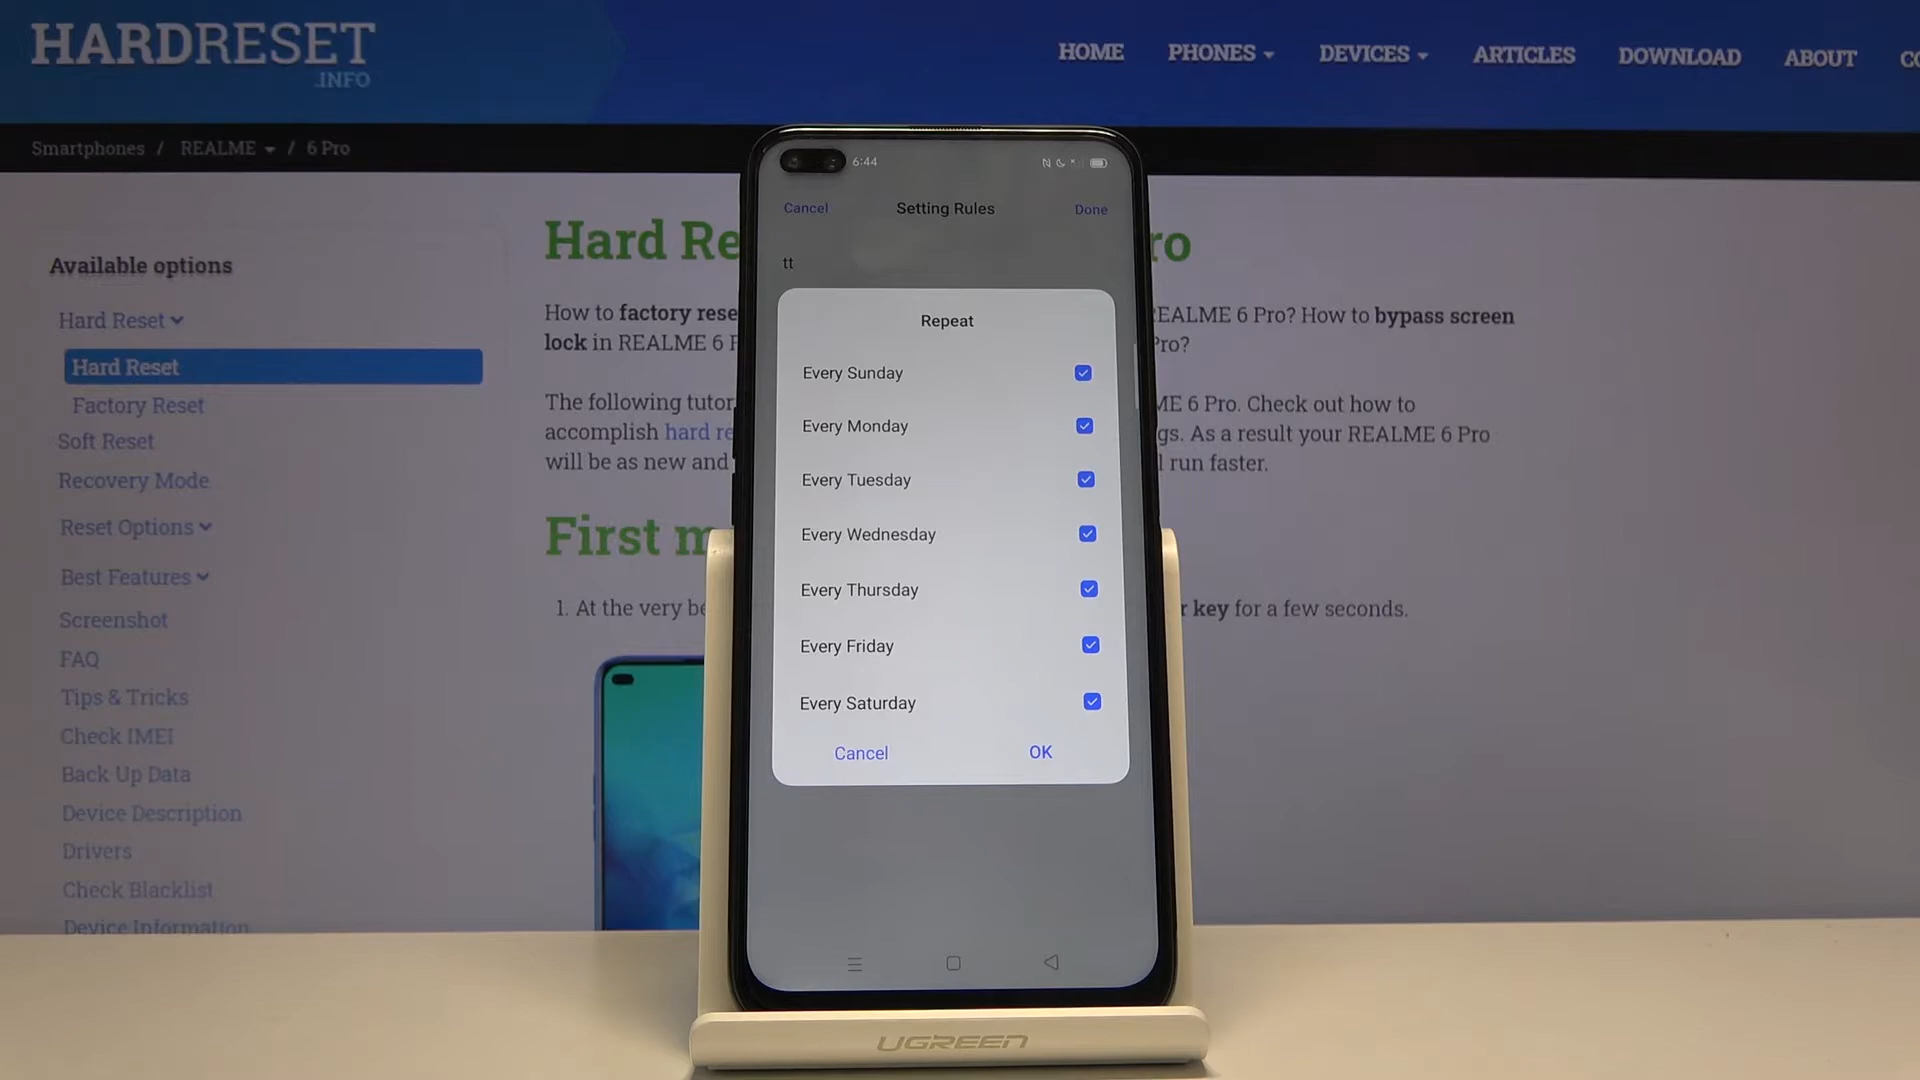 HARDRESET
.INFO
HOME PHONES DEVICES ARTICLES DOWNLOAD ABOUT
Smartphones / REALME / 6 Pro
Available options
Hard Reset
Hard Reset
Factory Reset
Soft Reset
Recovery Mode
Reset Options
Best Features
Screenshot
FAQ
Tips & Tricks
Check IMEI
Back Up Data
Device Description
Drivers
Check Blacklist
Device Information
Hard Re
How to factory rese REALME 6 Pro? How to bypass screen
lock in REALME 6 P Pro?
The following tutor ME 6 Pro. Check out how to
accomplish hard re gs. As a result your REALME 6 Pro
will be as new and l run faster.
First m
1. At the very be r key for a few seconds.
6:44
Cancel Setting Rules Done
tt
Repeat
Every Sunday
Every Monday
Every Tuesday
Every Wednesday
Every Thursday
Every Friday
Every Saturday
Cancel OK
UGREEN